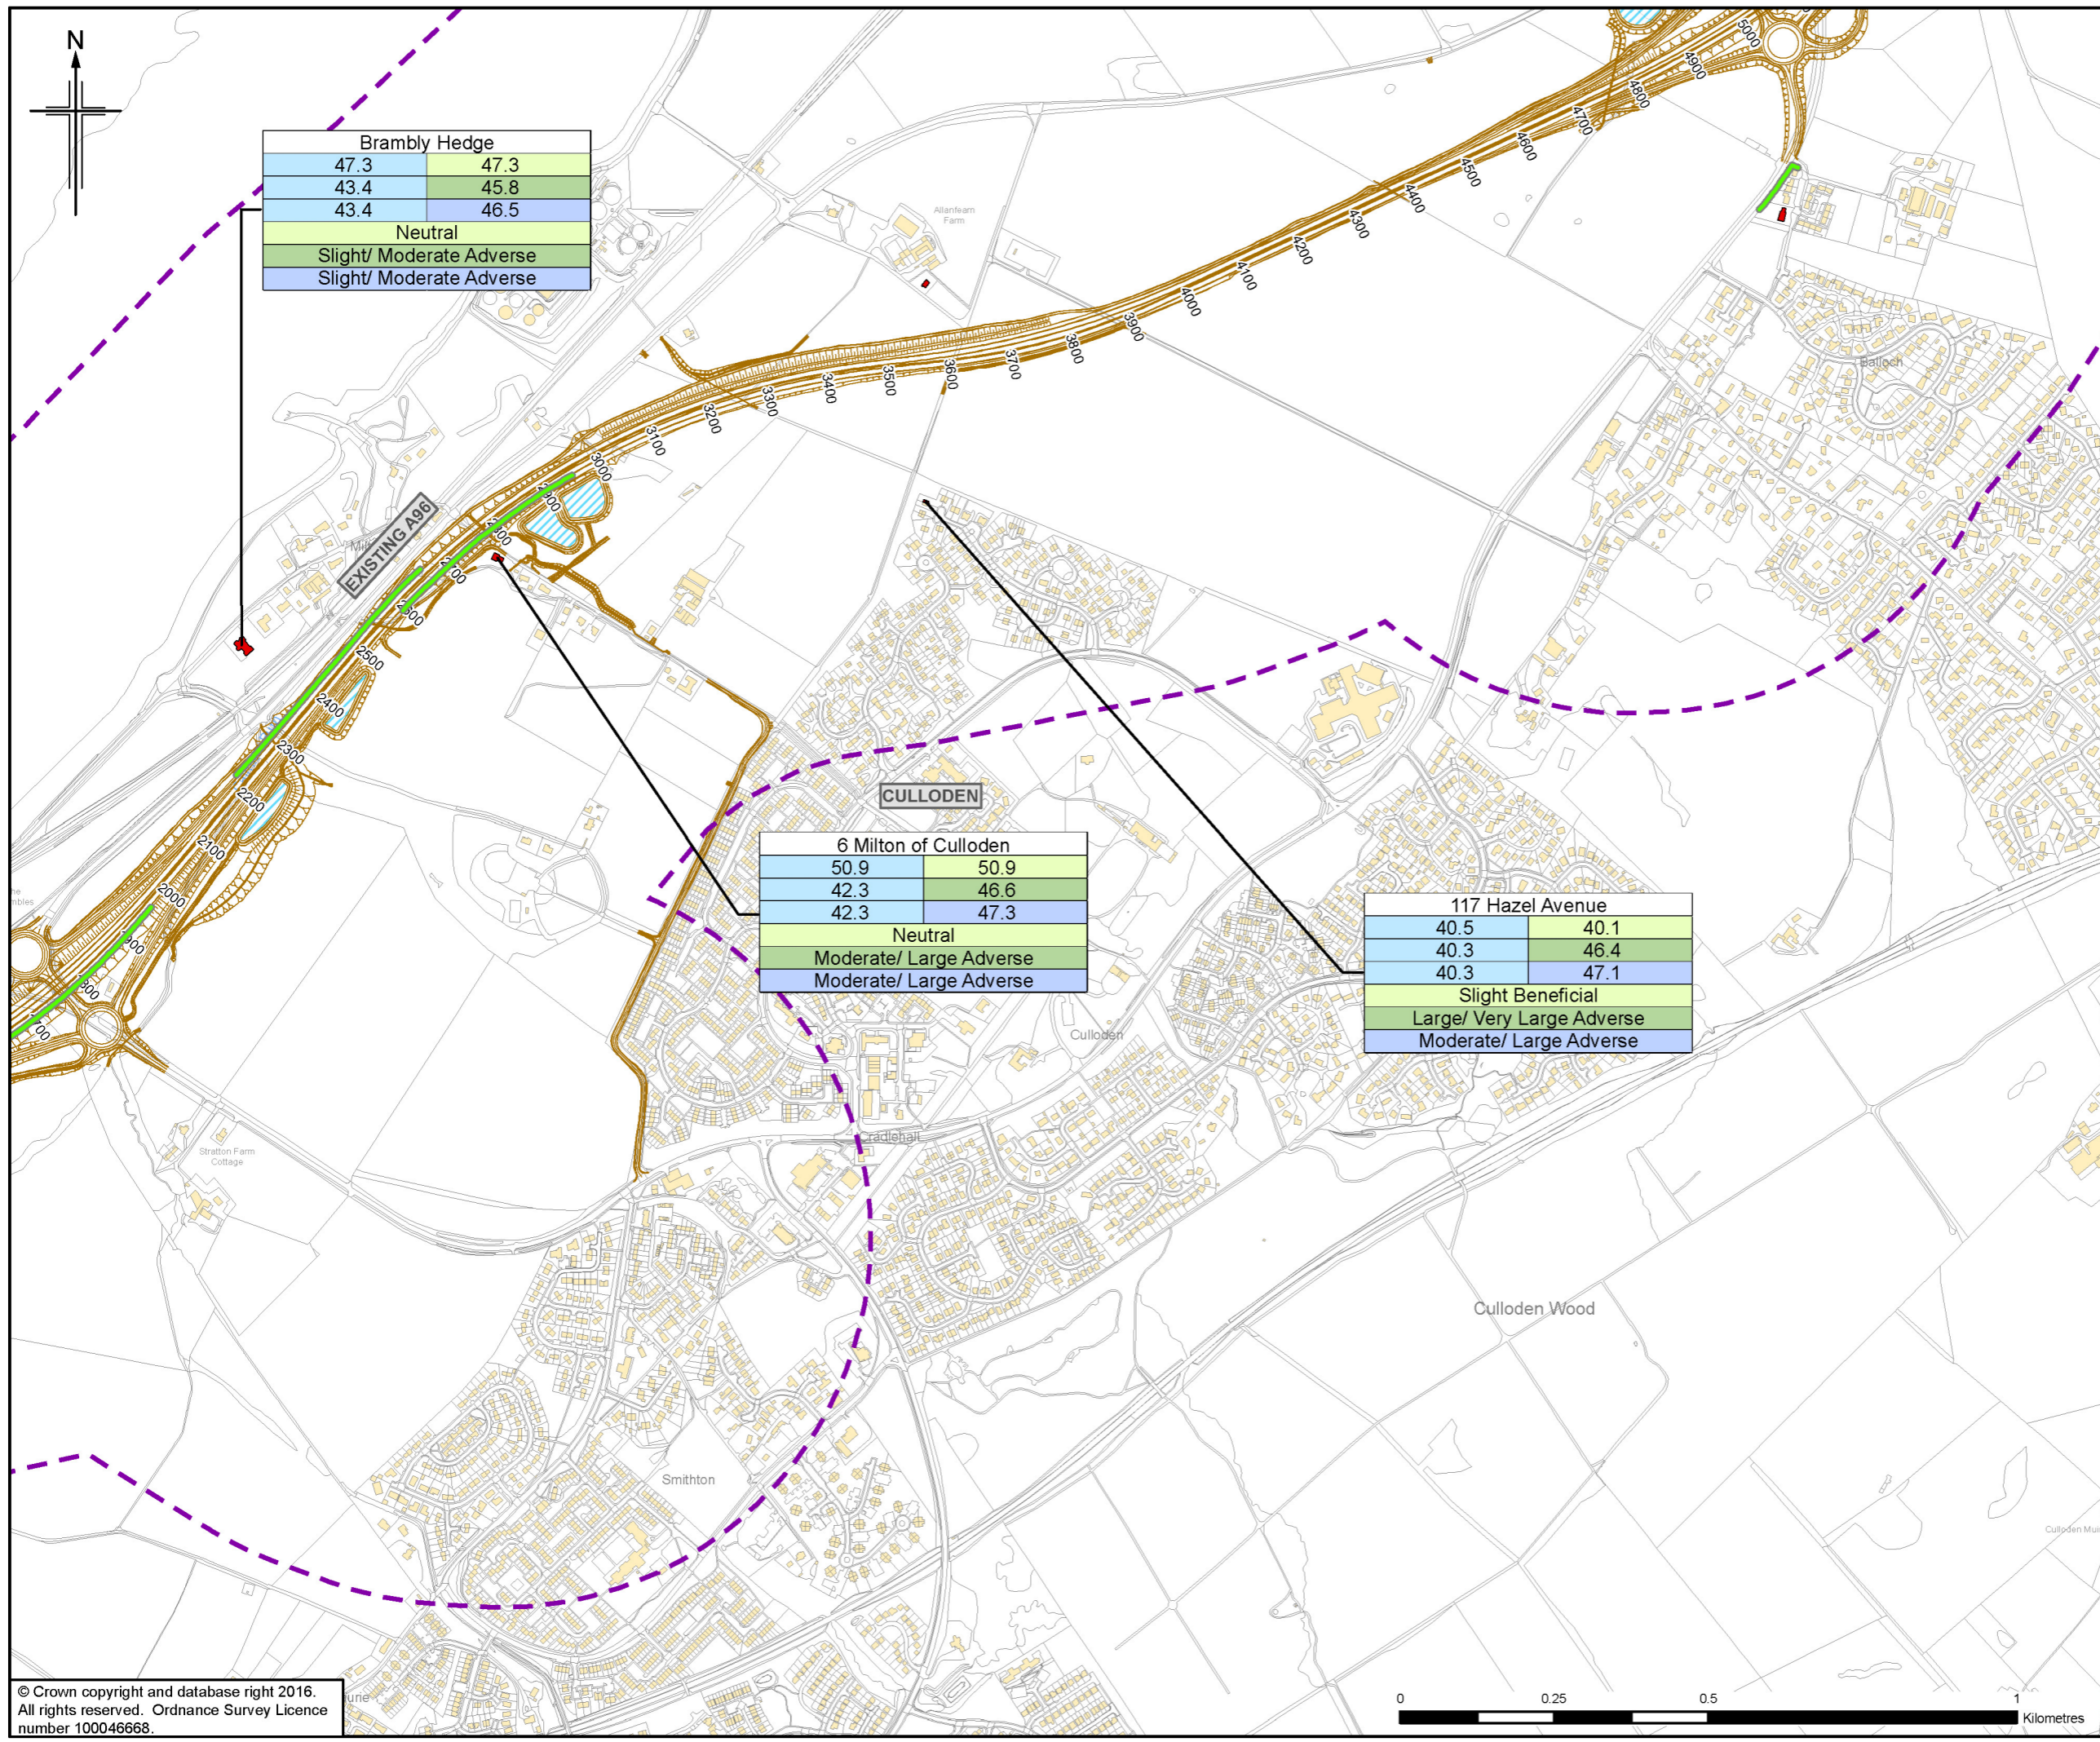 N
5000
4900
4800
4700
4600
4500
4400
4300
4200
4100
4000
3900
3800
3700
3600
3500
3400
3300
3200
3100
3000
Brambly Hedge
47.3 47.3
43.4 45.8
43.4 46.5
Neutral
Slight/ Moderate Adverse
Slight/ Moderate Adverse
Allanfearn
Farm
Balloch
EXISTING A96
2500
2400
2300
2200
2100
2000
CULLODEN
6 Milton of Culloden
50.9 50.9
42.3 46.6
42.3 47.3
Neutral
Moderate/ Large Adverse
Moderate/ Large Adverse
117 Hazel Avenue
40.5 40.1
40.3 46.4
40.3 47.1
Slight Beneficial
Large/ Very Large Adverse
Moderate/ Large Adverse
Culloden
Stratton Farm
Cottage
Culloden Wood
Smithton
© Crown copyright and database right 2016.
All rights reserved. Ordnance Survey Licence
number 100046668.
0 0.25 0.5 1
Kilometres